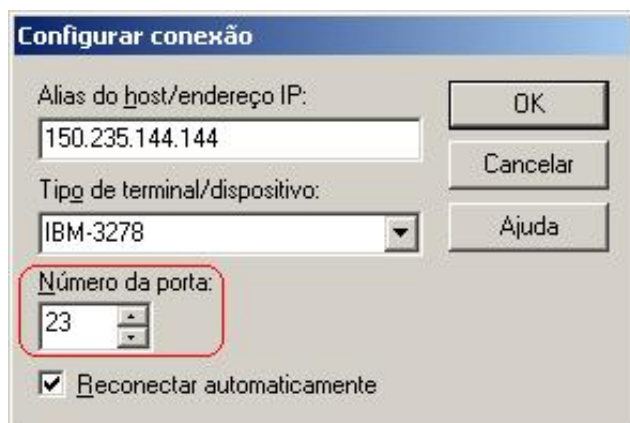 Configurar conexão
Alias do host/endereço IP:
150.235.144.144
OK
Cancelar
Tipo de terminal/dispositivo:
IBM-3278
Ajuda
Número da porta:
23
Reconectar automaticamente